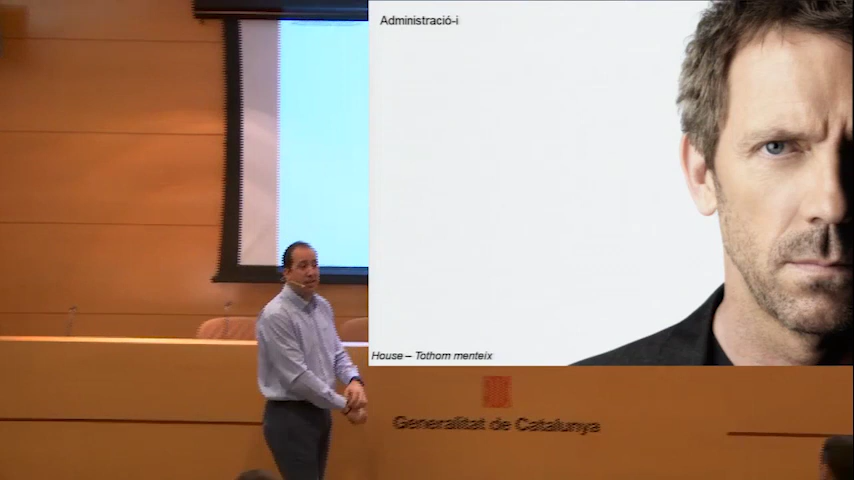 Administració-i
House – Tothom menteix
Generalitat de Catalunya